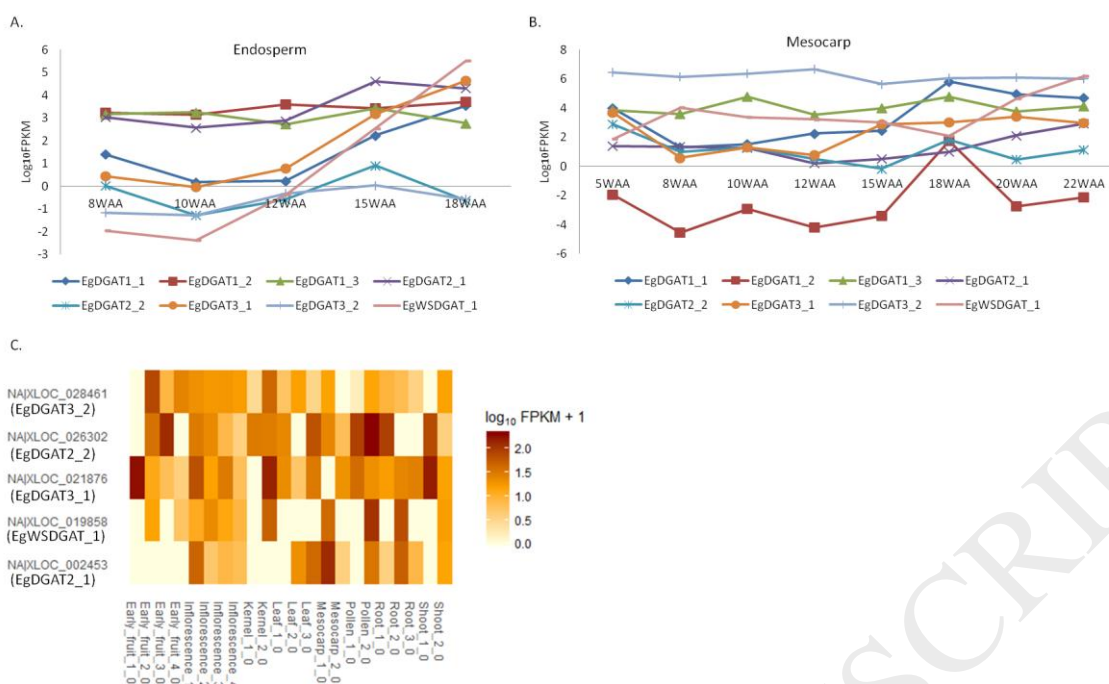 A.
Endosperm
Log10FPKM
6
5
4
3
2
1
0
-1
-2
-3
8WAA 10WAA 12WAA 15WAA 18WAA
EgDGAT1_1 EgDGAT1_2 EgDGAT1_3 EgDGAT2_1
EgDGAT2_2 EgDGAT3_1 EgDGAT3_2 EgWSDGAT_1
B.
Mesocarp
Log10FPKM
8
6
4
2
0
-2
-4
-6
5WAA 8WAA 10WAA 12WAA 15WAA 18WAA 20WAA 22WAA
EgDGAT1_1 EgDGAT1_2 EgDGAT1_3 EgDGAT2_1
EgDGAT2_2 EgDGAT3_1 EgDGAT3_2 EgWSDGAT_1
C.
NA|XLOC_028461
(EgDGAT3_2)
NA|XLOC_026302
(EgDGAT2_2)
NA|XLOC_021876
(EgDGAT3_1)
NA|XLOC_019858
(EgWSDGAT_1)
NA|XLOC_002453
(EgDGAT2_1)
log10 FPKM + 1
2.0
1.5
1.0
0.5
0.0
Early_fruit_1_0
Early_fruit_2_0
Early_fruit_3_0
Early_fruit_4_0
Inflorescence_
Inflorescence_
Inflorescence_
Inflorescence_
Kernel_1_0
Kernel_2_0
Leaf_1_0
Leaf_2_0
Leaf_3_0
Mesocarp_1_0
Mesocarp_2_0
Pollen_1_0
Pollen_2_0
Root_1_0
Root_2_0
Root_3_0
Shoot_1_0
Shoot_2_0
SCRIP